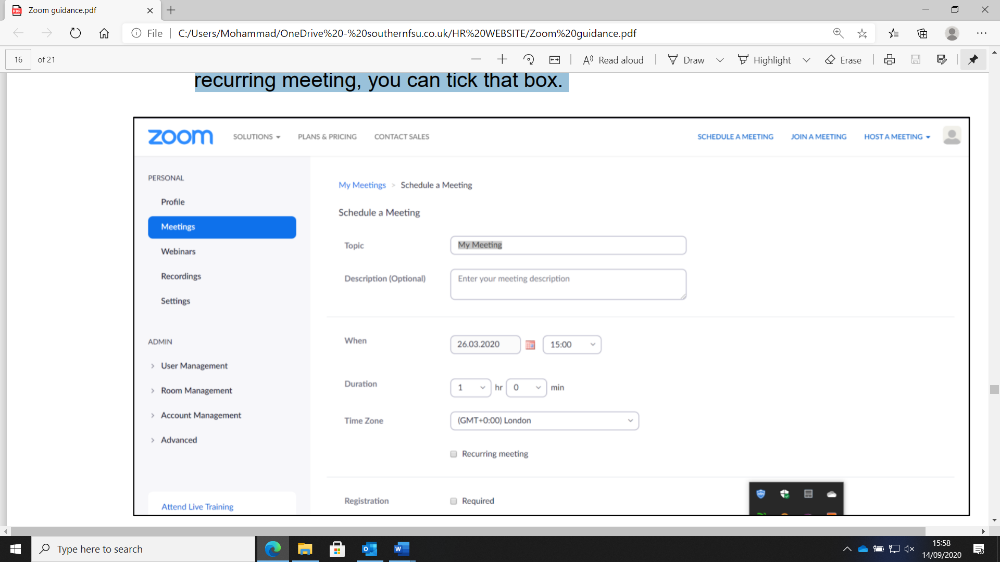 Zoom guidance.pdf
File
C:/Users/Mohammad/OneDrive%20-%20southernfsu.co.uk/HR%20WEBSITE/Zoom%20guidance.pdf
16 of 21 Read aloud Draw Highlight Erase
recurring meeting, you can tick that box.
zoom SOLUTIONS PLANS & PRICING CONTACT SALES SCHEDULE A MEETING JOIN A MEETING HOST A MEETING
PERSONAL
Profile
Meetings
Webinars
Recordings
Settings
ADMIN
User Management
Room Management
Account Management
Advanced
Attend Live Training
My Meetings > Schedule a Meeting
Schedule a Meeting
Topic My Meeting
Description (Optional) Enter your meeting description
When 26.03.2020 15:00
Duration 1 hr 0 min
Time Zone (GMT+0:00) London
Recurring meeting
Registration Required
Type here to search
15:58
14/09/2020